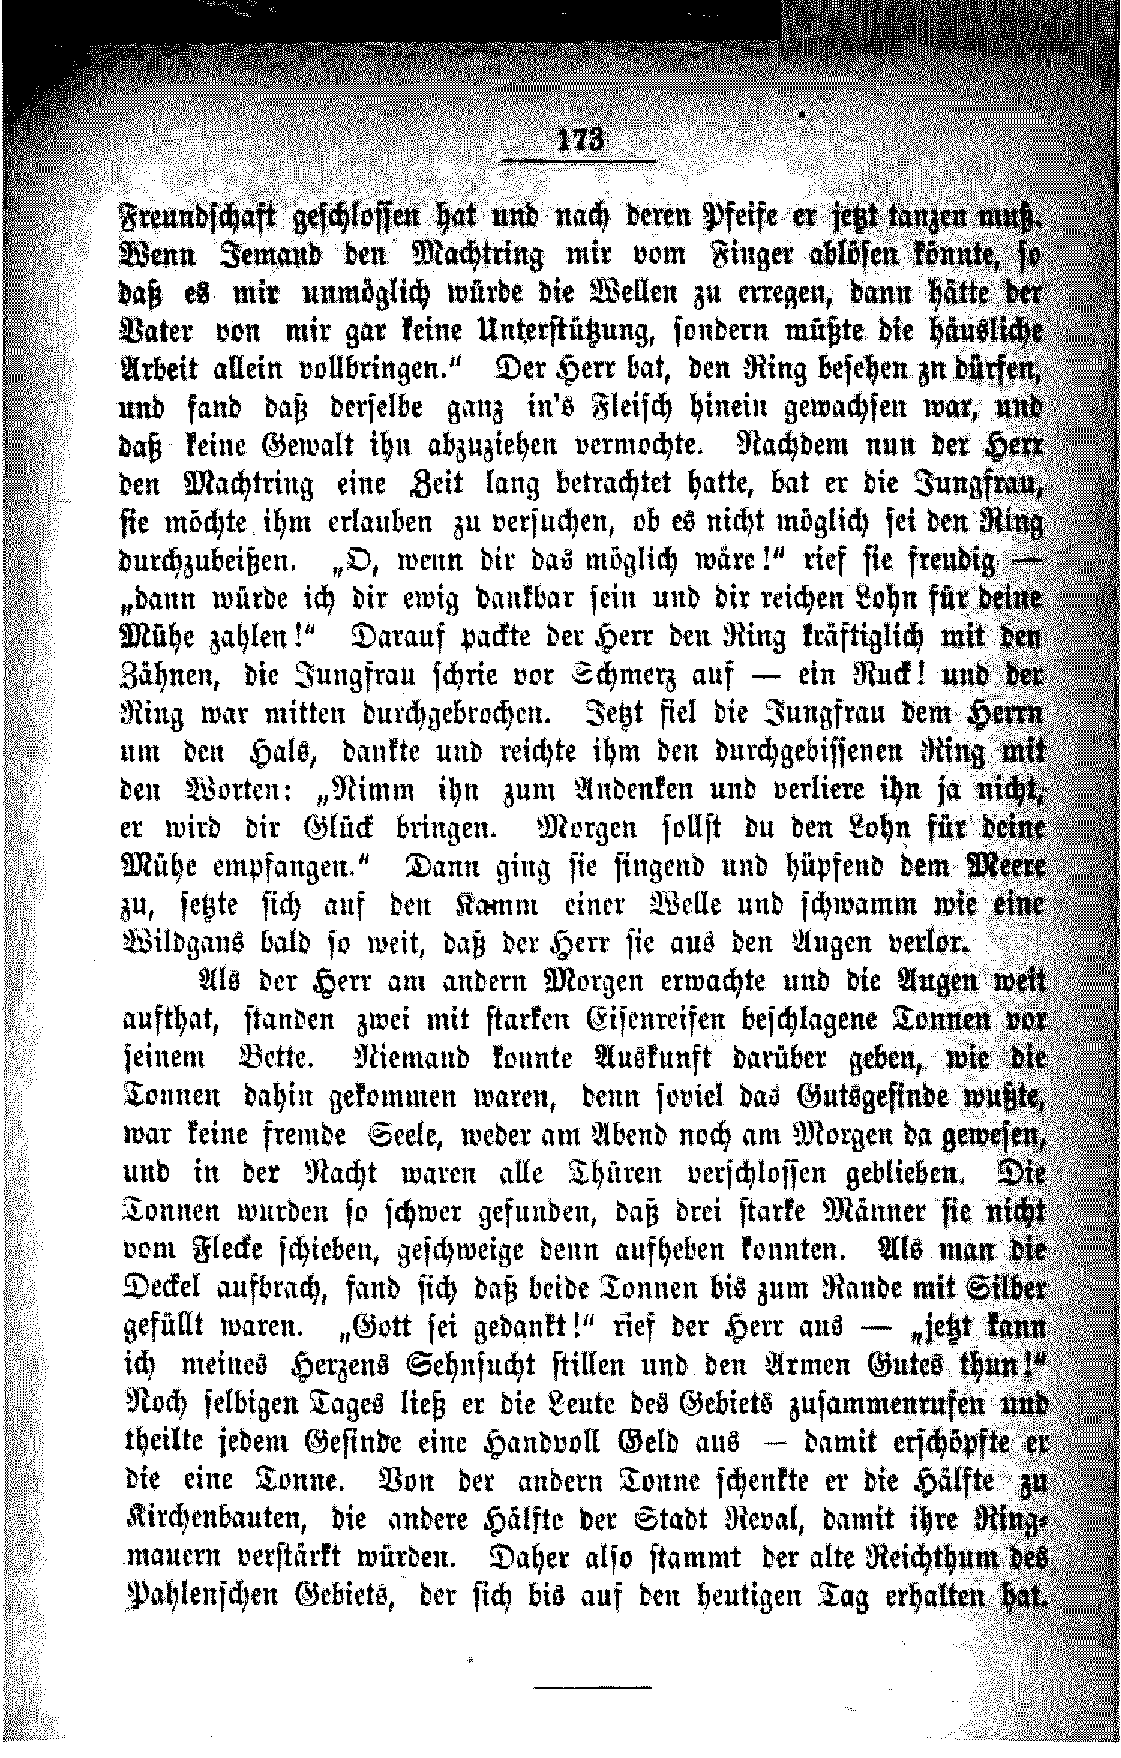 173
Freundschaft geschlossen hat und nach deren Pfeife er jetzt tanzen muß.
Wenn Jemand den Machtring mir vom Finger ablösen könnte, so
daß es mir unmöglich würde die Wellen zu erregen, dann hätte der
Vater von mir gar keine Unterstützung, sondern müßte die häusliche
Arbeit allein vollbringen.“ Der Herr bat, den Ring besehen zu dürfen,
und fand daß derselbe ganz in's Fleisch hinein gewachsen war, und
daß keine Gewalt ihn abzuziehen vermochte. Nachdem nun der Herr
den Machtring eine Zeit lang betrachtet hatte, bat er die Jungfrau,
sie möchte ihm erlauben zu versuchen, ob es nicht möglich sei den Ring
durchzubeißen. „O, wenn dir das möglich wäre!“ rief sie freudig —
„dann würde ich dir ewig dankbar sein und dir reichen Lohn für deine
Mühe zahlen!“ Darauf packte der Herr den Ring kräftiglich mit den
Zähnen, die Jungfrau schrie vor Schmerz auf — ein Ruck! und der
Ring war mitten durchgebrochen. Jetzt fiel die Jungfrau dem Herrn
um den Hals, dankte und reichte ihm den durchgebissenen Ring mit
den Worten: „Nimm ihn zum Andenken und verliere ihn ja nicht,
er wird dir Glück bringen. Morgen sollst du den Lohn für deine
Mühe empfangen.“ Dann ging sie singend und hüpfend dem Meere
zu, setzte sich auf den Kamm einer Welle und schwamm wie eine
Wildgans bald so weit, daß der Herr sie aus den Augen verlor.
Als der Herr am andern Morgen erwachte und die Augen weit
aufthat, standen zwei mit starken Eisenreifen beschlagene Tonnen vor
seinem Bette. Niemand konnte Auskunft darüber geben, wie die
Tonnen dahin gekommen waren, denn soviel das Gutsgesinde wußte,
war keine fremde Seele, weder am Abend noch am Morgen da gewesen,
und in der Nacht waren alle Thüren verschlossen geblieben. Die
Tonnen wurden so schwer gefunden, daß drei starke Männer sie nicht
vom Flecke schieben, geschweige denn aufheben konnten. Als man die
Deckel aufbrach, fand sich daß beide Tonnen bis zum Rande mit Silber
gefüllt waren. „Gott sei gedankt!“ rief der Herr aus — „jetzt kann
ich meines Herzens Sehnsucht stillen und den Armen Gutes thun!“
Noch selbigen Tages ließ er die Leute des Gebiets zusammenrufen und
theilte jedem Gesinde eine Handvoll Geld aus — damit erschöpfte er
die eine Tonne. Von der andern Tonne schenkte er die Hälfte zu
Kirchenbauten, die andere Hälfte der Stadt Reval, damit ihre Ring-
mauern verstärkt würden. Daher also stammt der alte Reichthum des
Pahlenschen Gebiets, der sich bis auf den heutigen Tag erhalten hat.